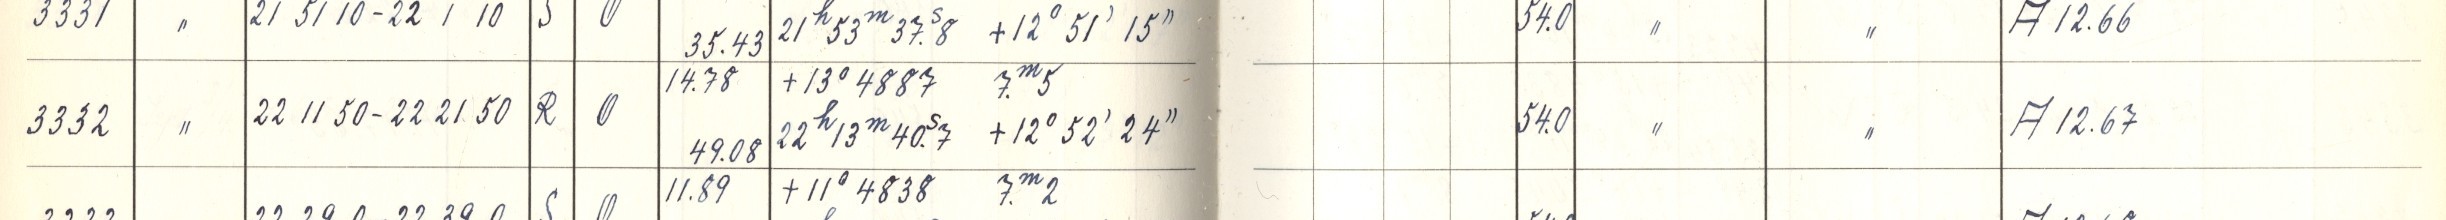 3331 " 21 51 10 - 22 1 10 S O 35.43 21h 53m 37.s8 +12° 51' 15" 54.0 " " A 12.66
14.78 +13° 4887 7.m5
3332 " 22 11 50 - 22 21 50 R O 49.08 22h 13m 40.s7 +12° 52' 24" 54.0 " " A 12.67
11.89 +11° 4838 7.m2